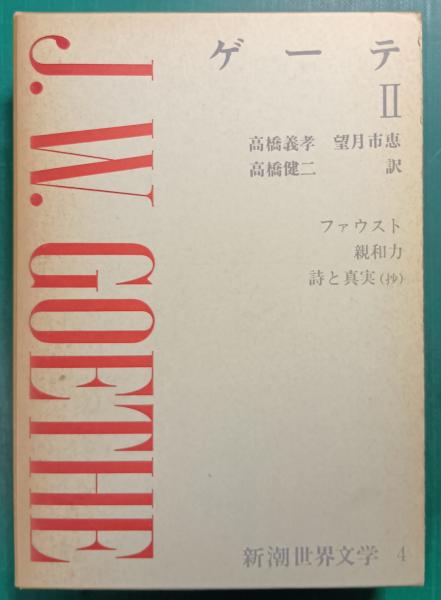 J. W. GOETHE
ゲーテ
II
高橋義孝 望月市恵
高橋健二 訳
ファウスト
親和力
詩と真実(抄)
新潮世界文学 4